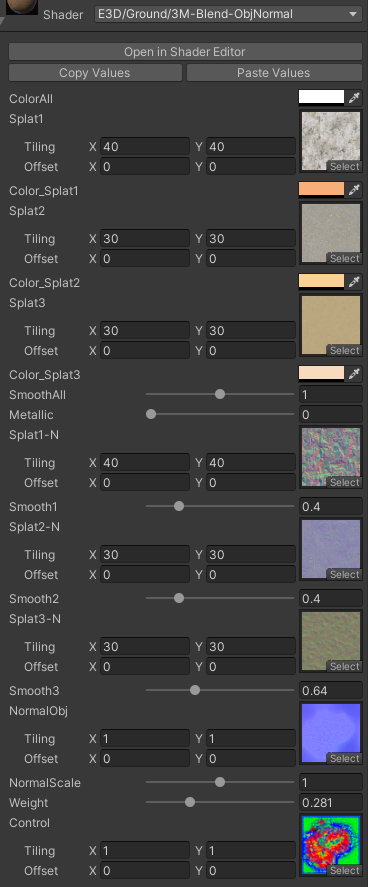 Shader E3D/Ground/3M-Blend-ObjNormal
Open in Shader Editor
Copy Values Paste Values
ColorAll
Splat1
Tiling X 40 Y 40
Offset X 0 Y 0 Select
Color_Splat1
Splat2
Tiling X 30 Y 30
Offset X 0 Y 0 Select
Color_Splat2
Splat3
Tiling X 30 Y 30
Offset X 0 Y 0 Select
Color_Splat3
SmoothAll 1
Metallic 0
Splat1-N
Tiling X 40 Y 40
Offset X 0 Y 0 Select
Smooth1 0.4
Splat2-N
Tiling X 30 Y 30
Offset X 0 Y 0 Select
Smooth2 0.4
Splat3-N
Tiling X 30 Y 30
Offset X 0 Y 0 Select
Smooth3 0.64
NormalObj
Tiling X 1 Y 1
Offset X 0 Y 0 Select
NormalScale 1
Weight 0.281
Control
Tiling X 1 Y 1
Offset X 0 Y 0 Select